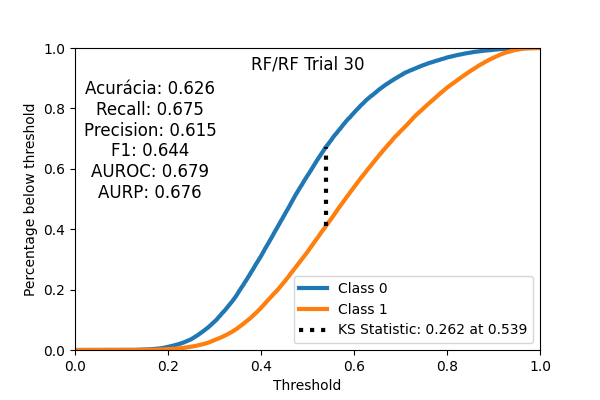 RF/RF Trial 30
Acurácia: 0.626
Recall: 0.675
Precision: 0.615
F1: 0.644
AUROC: 0.679
AURP: 0.676
Percentage below threshold
1.0
0.8
0.6
0.4
0.2
0.0
Class 0
Class 1
KS Statistic: 0.262 at 0.539
0.0 0.2 0.4 0.6 0.8 1.0
Threshold